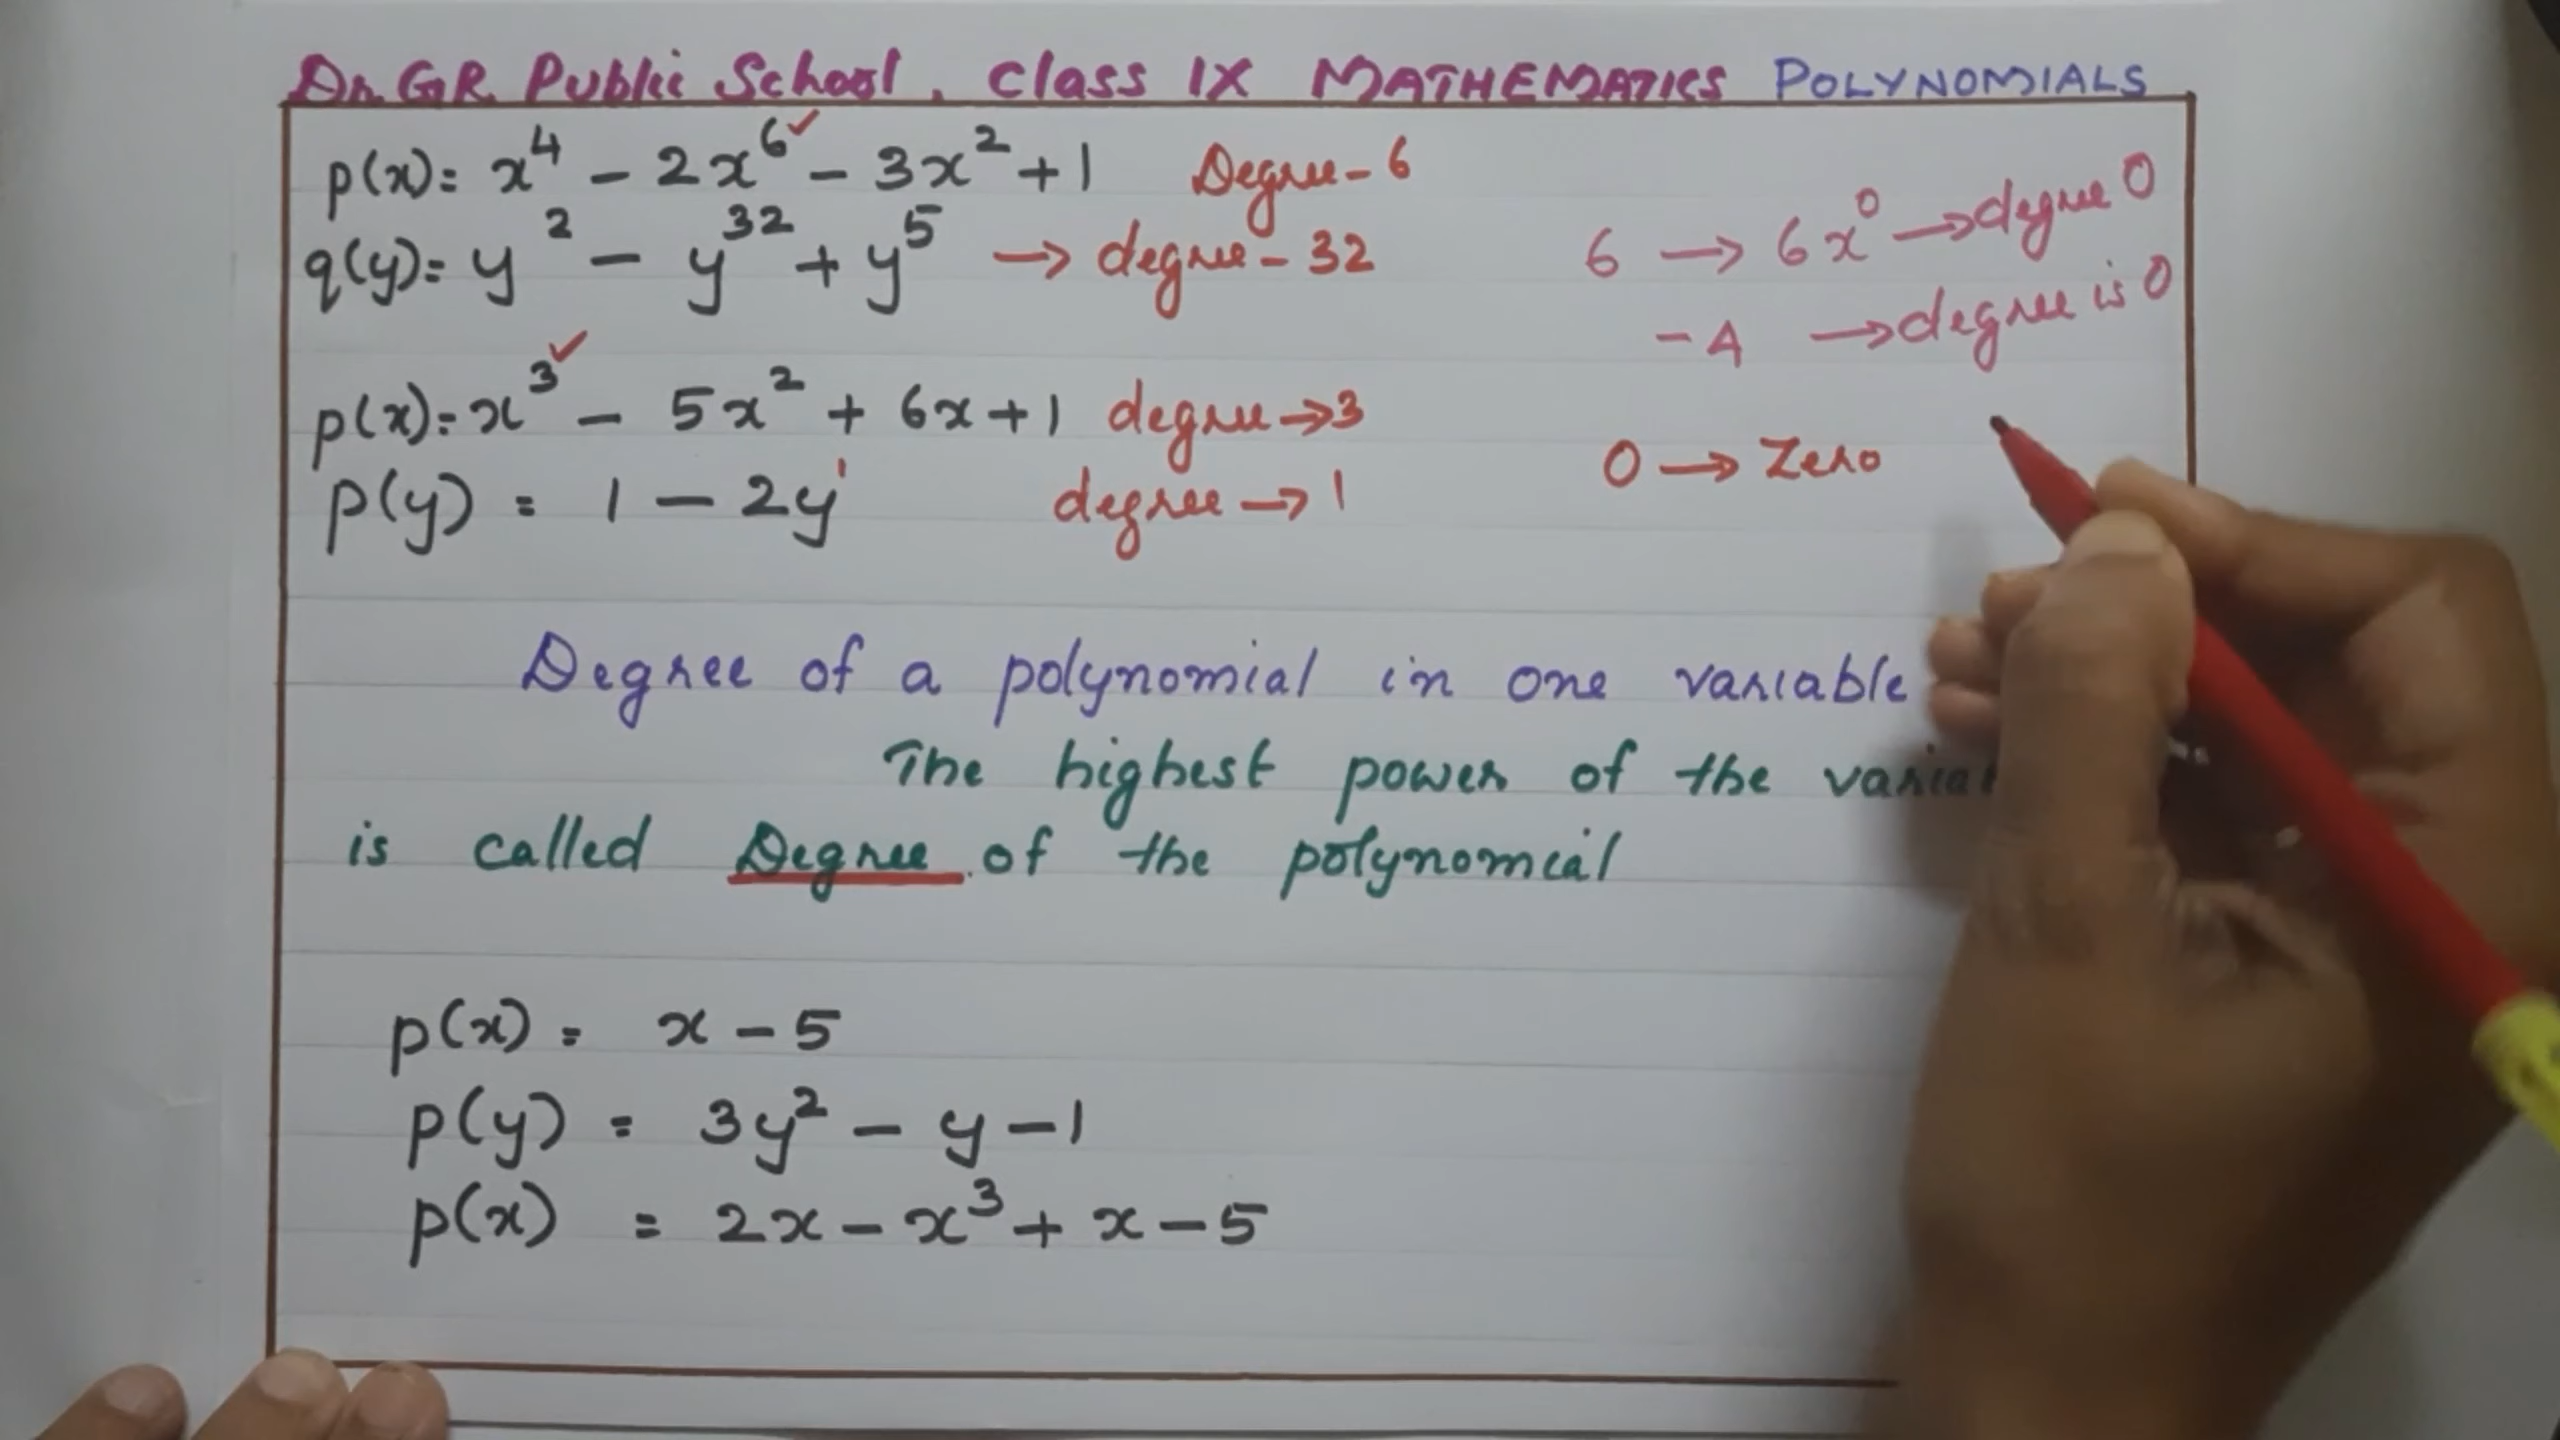 Dr. GR Public School, Class IX MATHEMATICS POLYNOMIALS
p(x) = x⁴ - 2x⁶ ✓ - 3x² + 1 Degree - 6
q(y) = y² - y³² + y⁵ → degree - 32
6 → 6x⁰ → degree 0
-4 → degree is 0
p(x) = x³ ✓ - 5x² + 6x + 1 degree → 3
0 → Zero
p(y) = 1 - 2y¹ degree → 1
Degree of a polynomial in one variable
The highest power of the
is called Degree of the polynomial
p(x) = x - 5
p(y) = 3y² - y - 1
p(x) = 2x - x³ + x - 5